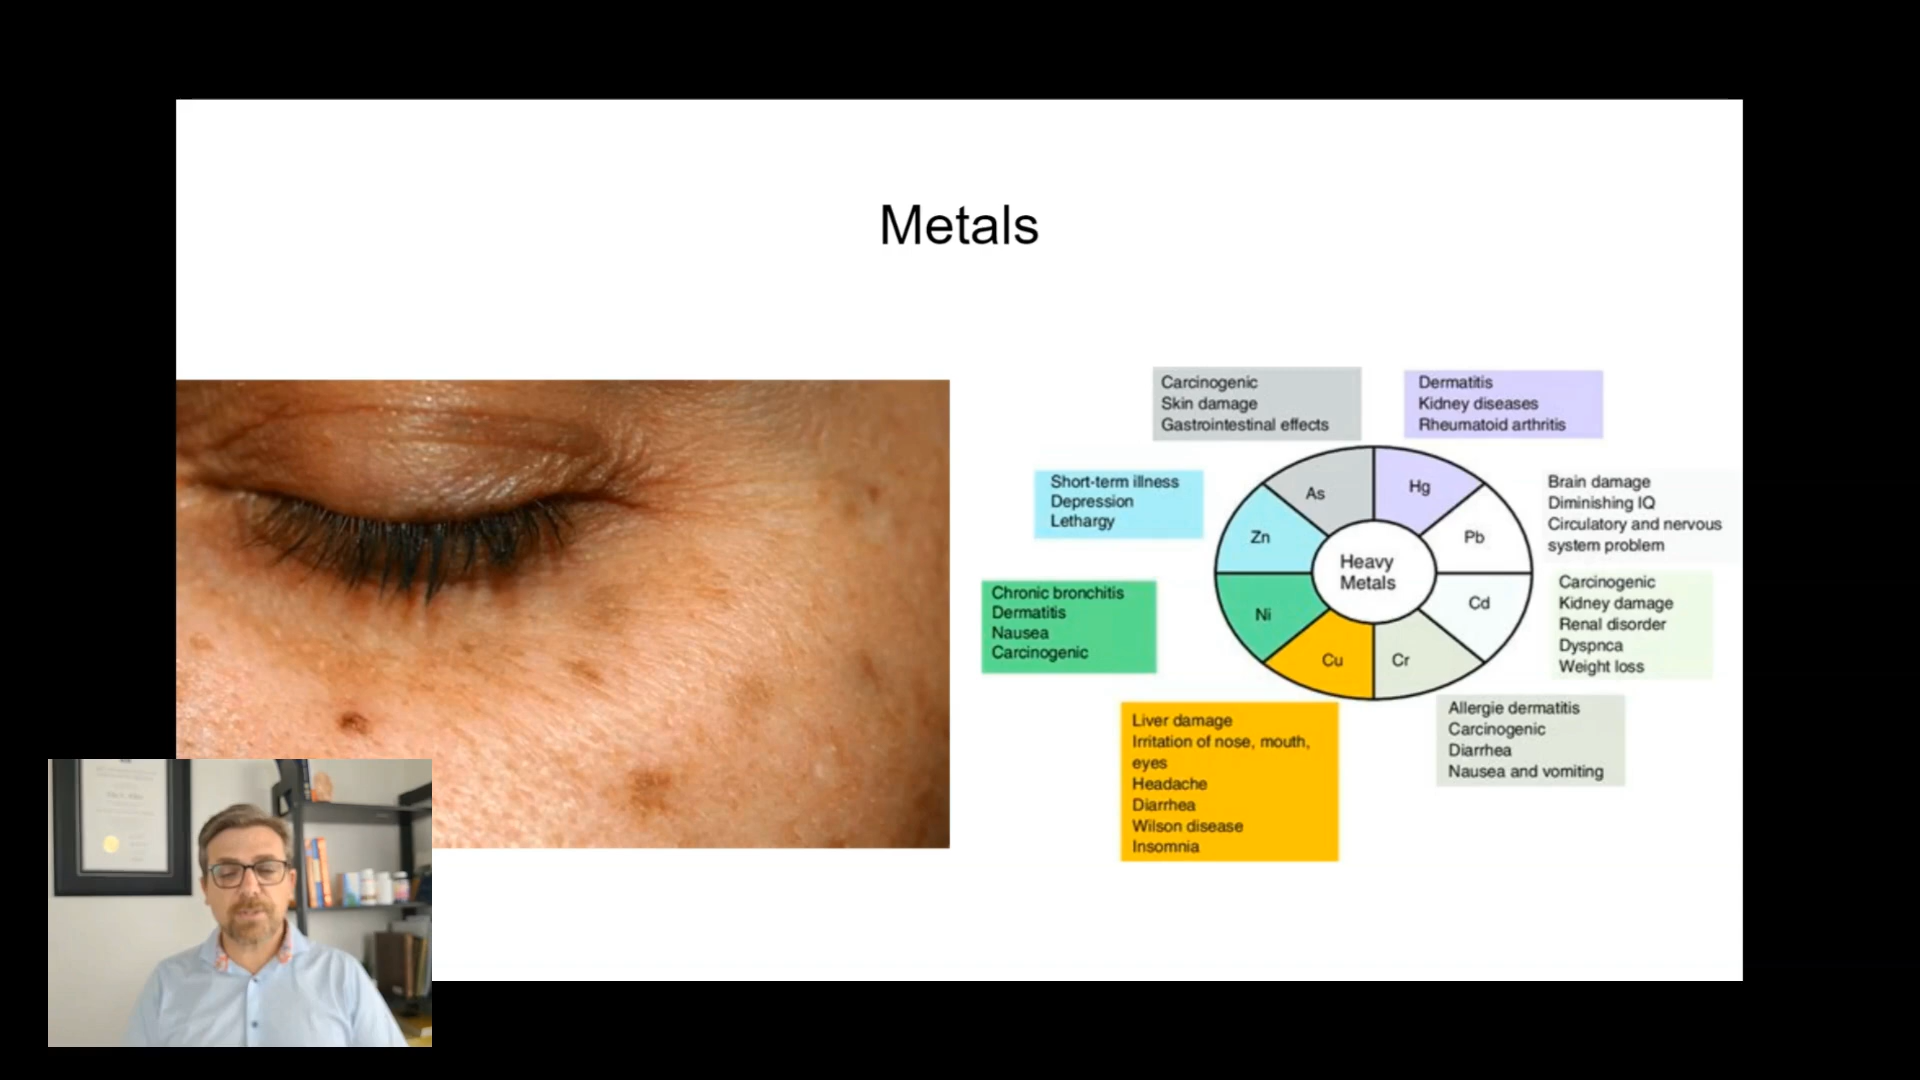 Metals
Carcinogenic
Skin damage
Gastrointestinal effects
Dermatitis
Kidney diseases
Rheumatoid arthritis
Short-term illness
Depression
Lethargy
Brain damage
Diminishing IQ
Circulatory and nervous
system problem
Chronic bronchitis
Dermatitis
Nausea
Carcinogenic
Carcinogenic
Kidney damage
Renal disorder
Dyspnca
Weight loss
Liver damage
Irritation of nose, mouth,
eyes
Headache
Diarrhea
Wilson disease
Insomnia
Allergie dermatitis
Carcinogenic
Diarrhea
Nausea and vomiting
As
Hg
Zn
Pb
Heavy
Metals
Ni
Cd
Cu
Cr